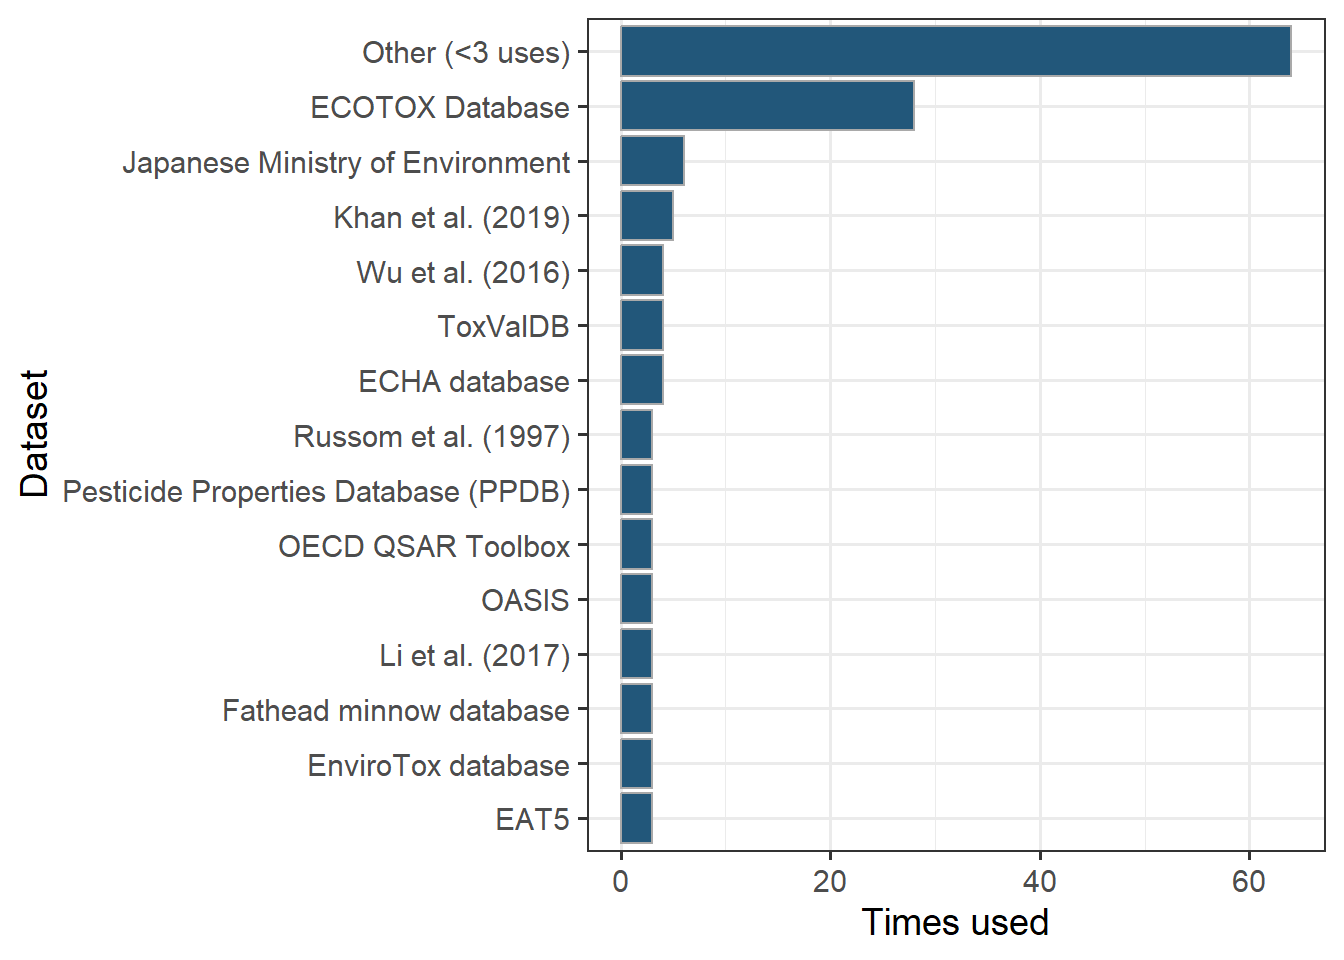 Other (<3 uses)
ECOTOX Database
Japanese Ministry of Environment
Khan et al. (2019)
Wu et al. (2016)
ToxValDB
ECHA database
Russom et al. (1997)
Pesticide Properties Database (PPDB)
OECD QSAR Toolbox
OASIS
Li et al. (2017)
Fathead minnow database
EnviroTox database
EAT5
Dataset
0 20 40 60
Times used